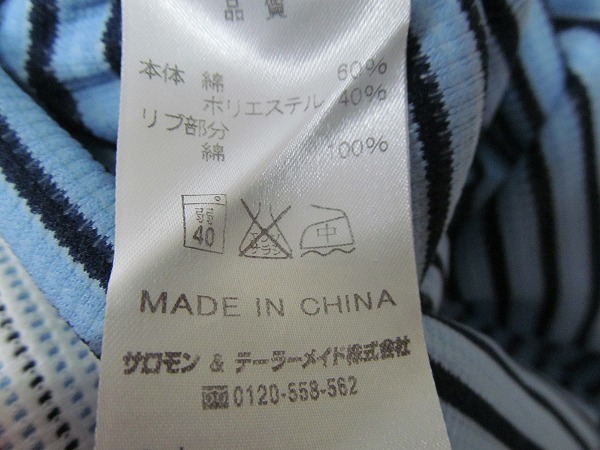 品質
本体 綿 60%
ポリエステル 40%
リブ部分
綿 100%
40 中
MADE IN CHINA
サロモン & テーラーメイド株式会社
0120-558-562